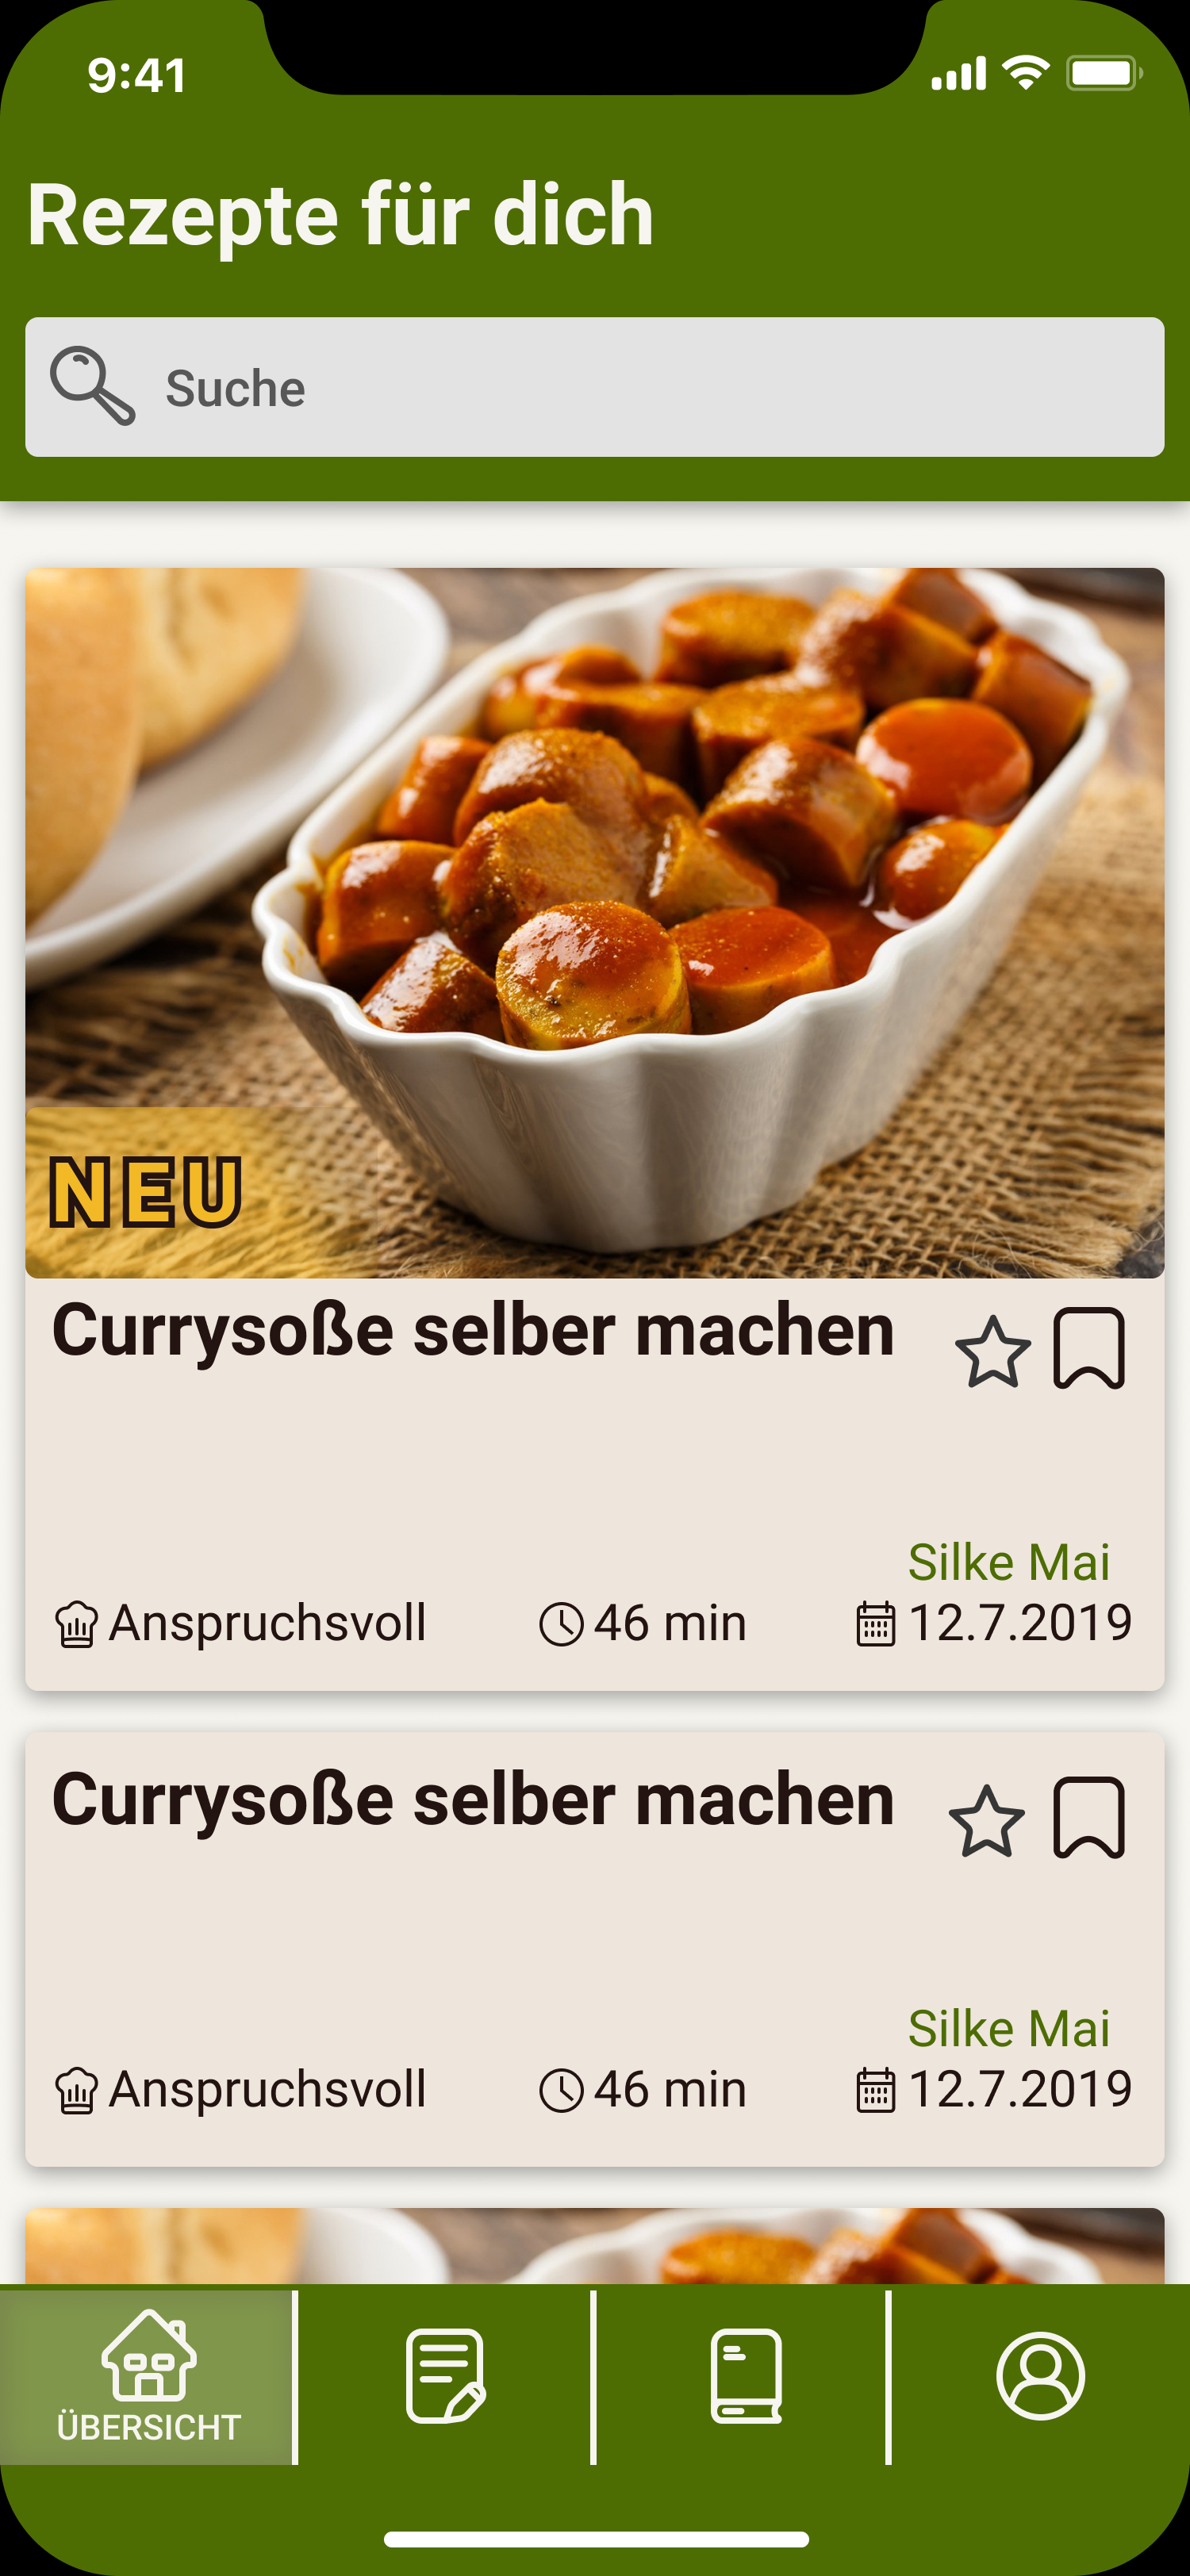 9:41
Rezepte für dich
Suche
NEU
Currysoße selber machen
Silke Mai
Anspruchsvoll 46 min 12.7.2019
Currysoße selber machen
Silke Mai
Anspruchsvoll 46 min 12.7.2019
ÜBERSICHT